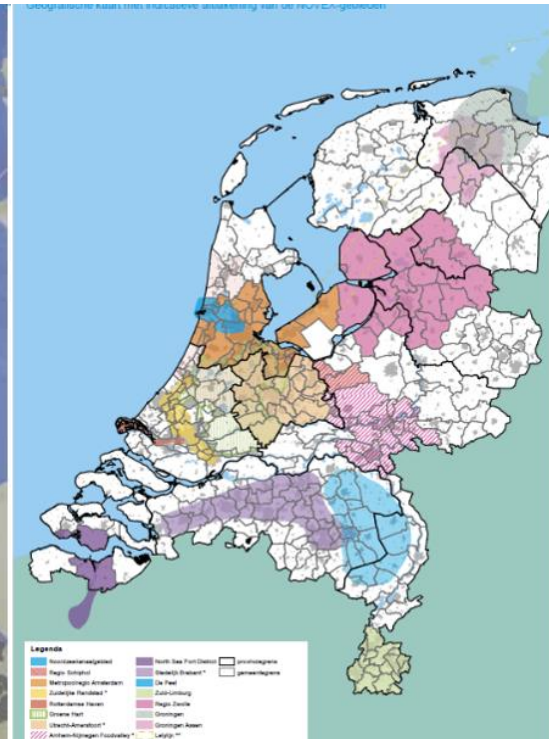 Geografische kaart met indicatieve afbakening van de NOVEX-gebieden
Legenda
Noordzeekanaalgebied
Regio Schiphol
Metropoolregio Amsterdam
Zuidelijke Randstad *
Rotterdamse Haven
Groene Hart
Utrecht-Amersfoort *
Arnhem-Nijmegen Foodvalley *
North Sea Port District
Stedelijk Brabant *
De Peel
Zuid-Limburg
Regio Zwolle
Groningen
Groningen Assen
Lelylijn **
provinciegrens
gemeentegrens